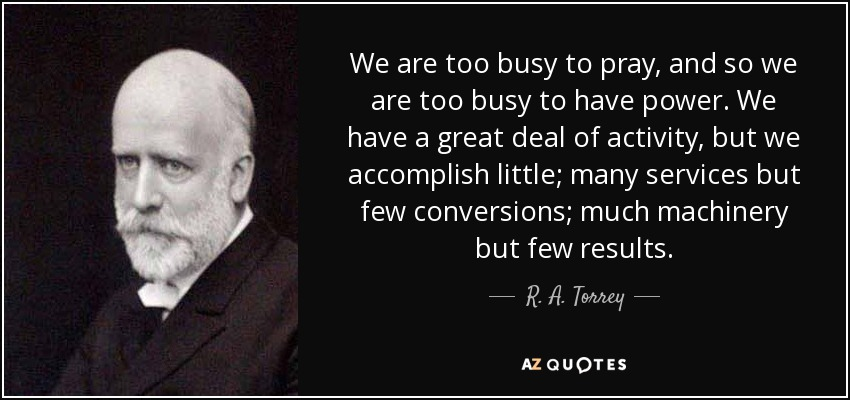 We are too busy to pray, and so we
are too busy to have power. We
have a great deal of activity, but we
accomplish little; many services but
few conversions; much machinery
but few results.
R. A. Torrey
AZ QUOTES